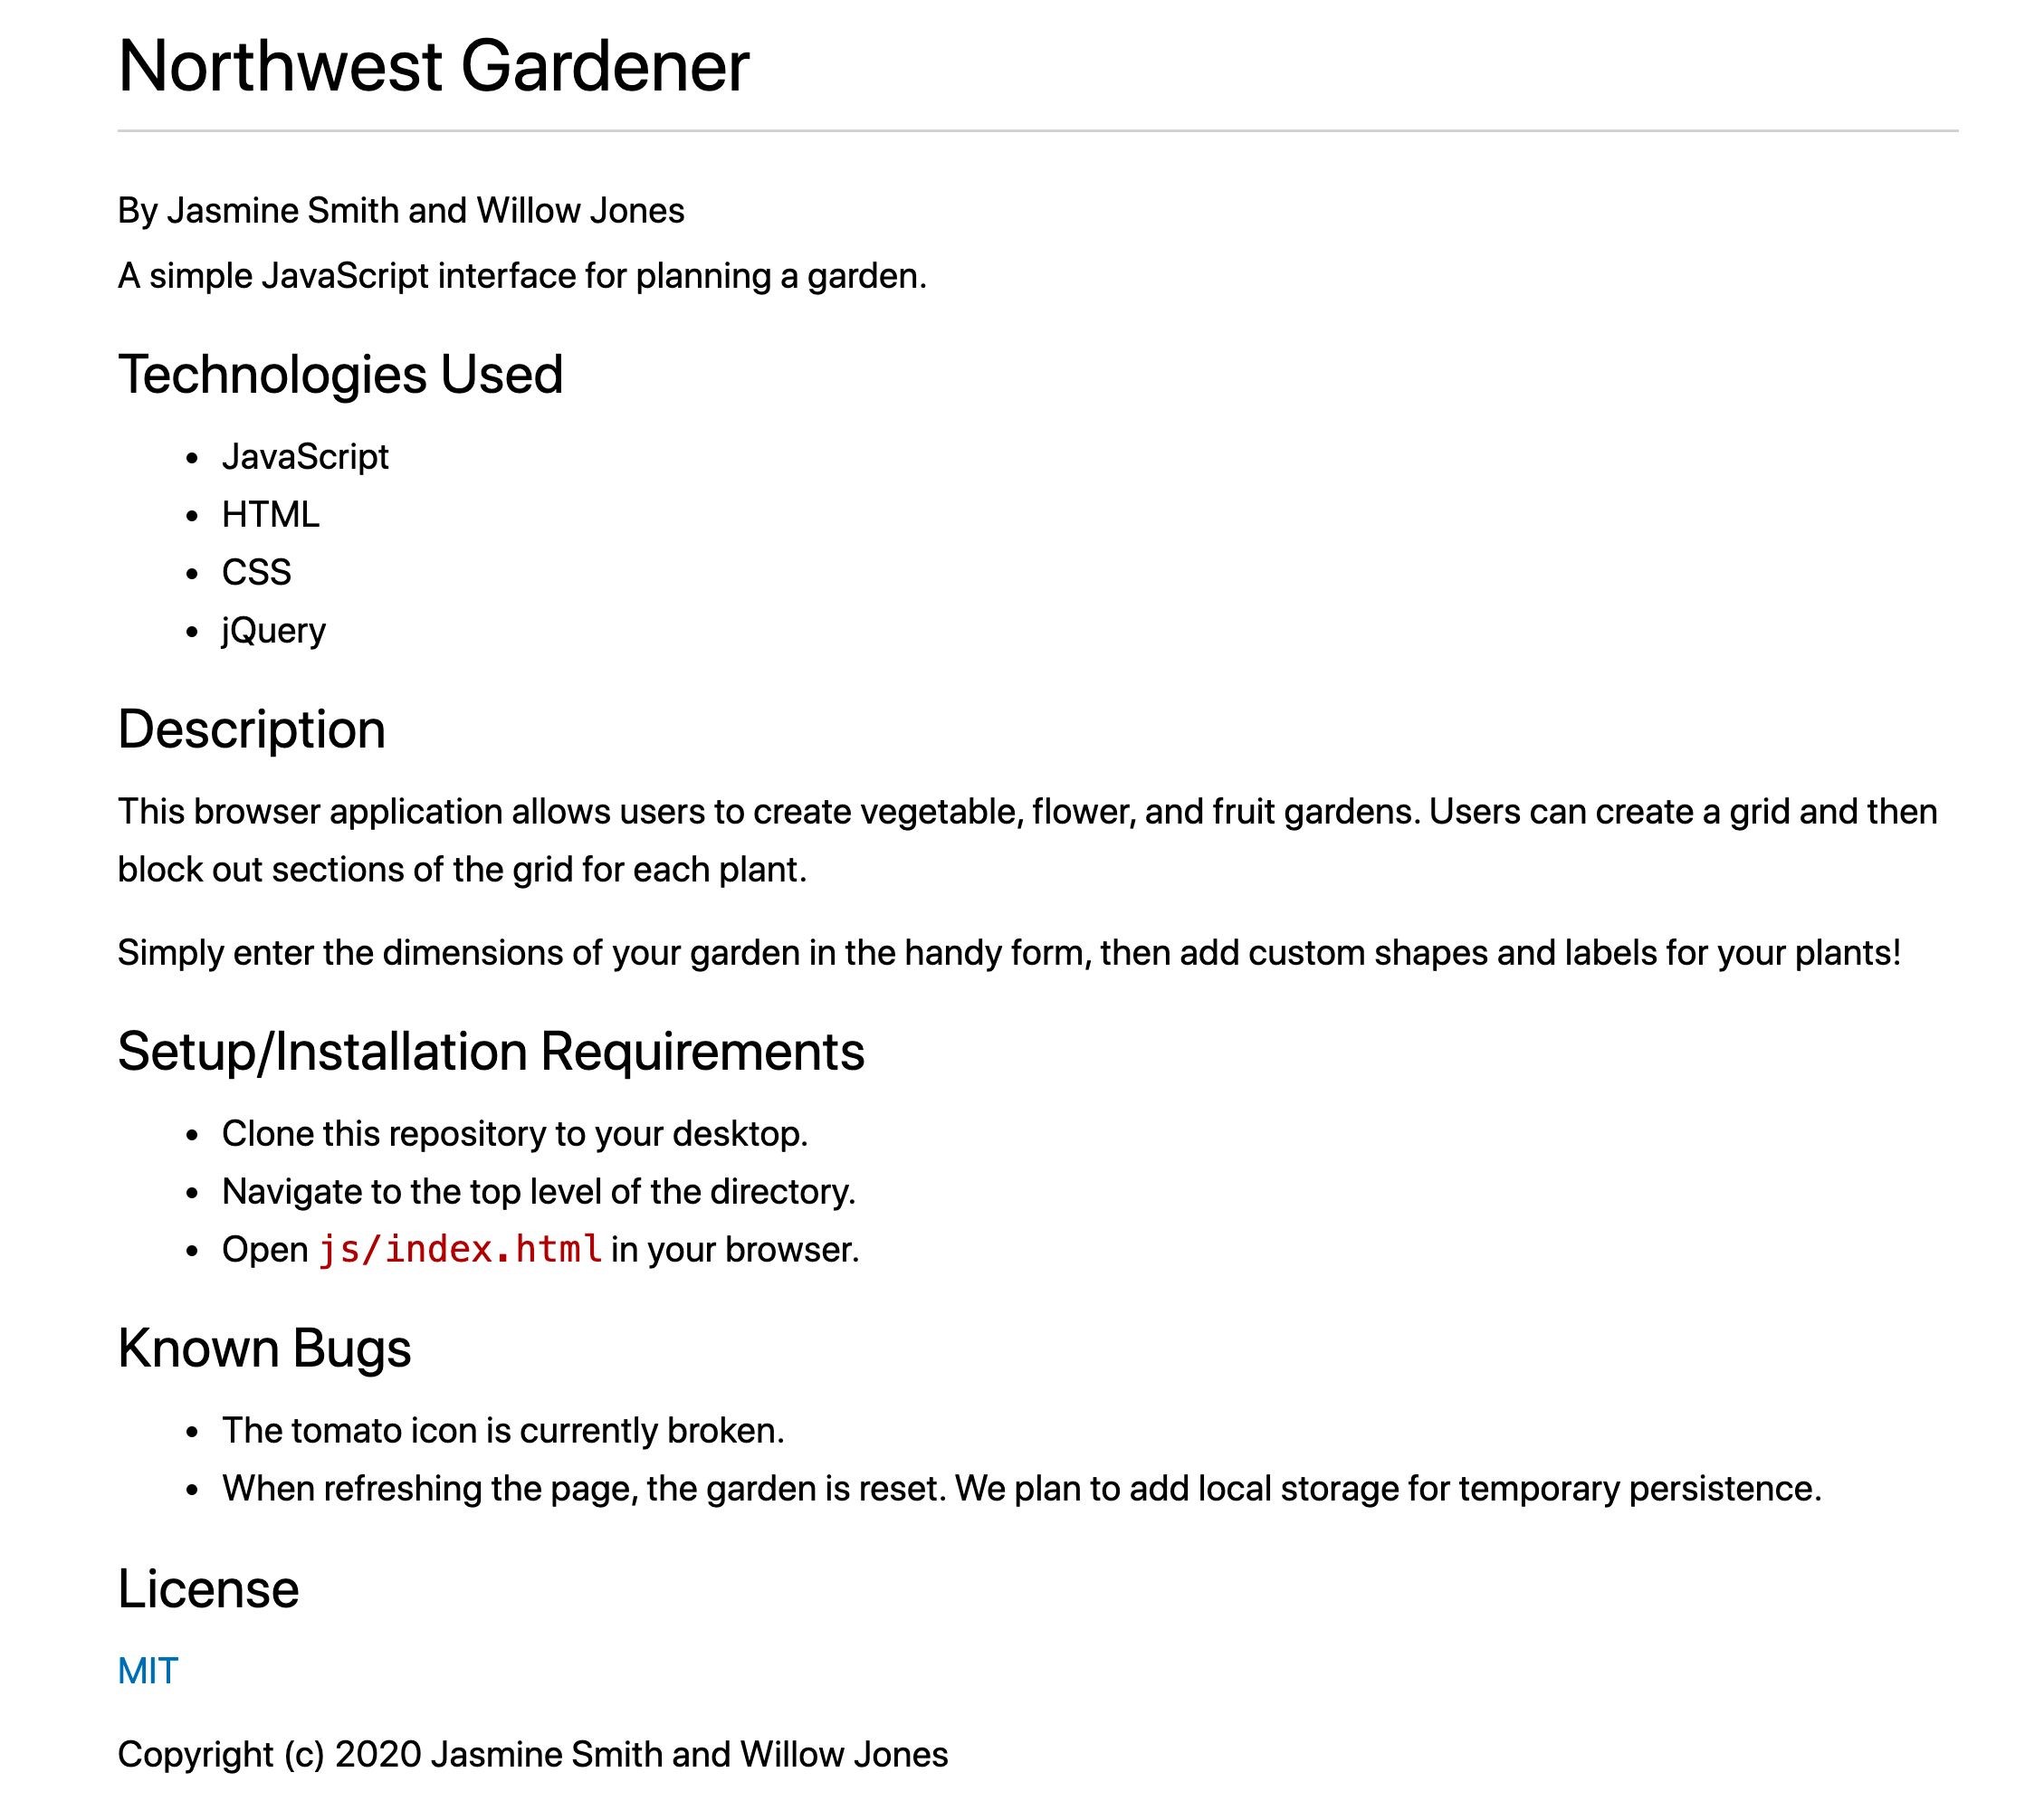 Northwest Gardener
By Jasmine Smith and Willow Jones
A simple JavaScript interface for planning a garden.
Technologies Used
• JavaScript
• HTML
• CSS
• jQuery
Description
This browser application allows users to create vegetable, flower, and fruit gardens. Users can create a grid and then
block out sections of the grid for each plant.
Simply enter the dimensions of your garden in the handy form, then add custom shapes and labels for your plants!
Setup/Installation Requirements
• Clone this repository to your desktop.
• Navigate to the top level of the directory.
• Open js/index.html in your browser.
Known Bugs
• The tomato icon is currently broken.
• When refreshing the page, the garden is reset. We plan to add local storage for temporary persistence.
License
MIT
Copyright (c) 2020 Jasmine Smith and Willow Jones